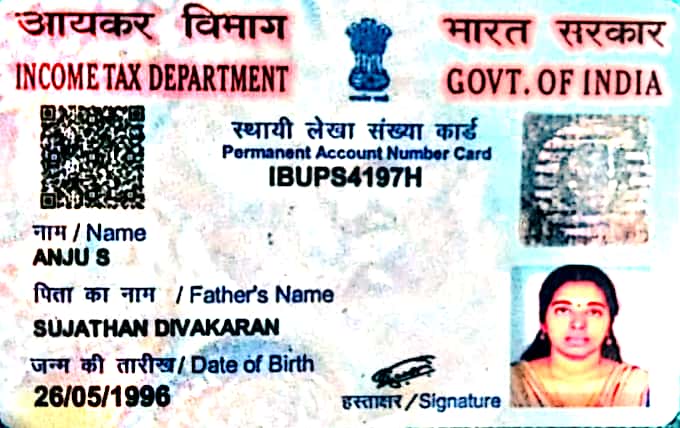 आयकर विभाग
INCOME TAX DEPARTMENT
भारत सरकार
GOVT. OF INDIA
स्थायी लेखा संख्या कार्ड
Permanent Account Number Card
IBUPS4197H
नाम / Name
ANJU S
पिता का नाम / Father's Name
SUJATHAN DIVAKARAN
जन्म की तारीख / Date of Birth
26/05/1996
हस्ताक्षर / Signature